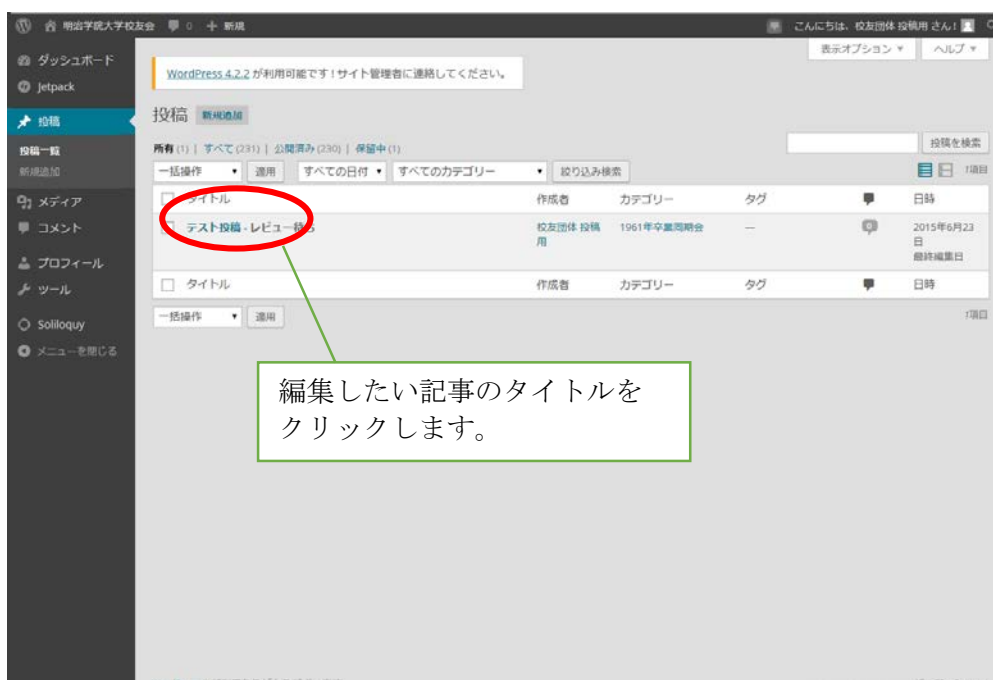 明治学院大学校友会 0 + 新規 こんにちは、校友団体 投稿用 さん!
表示オプション ▼ ヘルプ ▼
ダッシュボード
Jetpack
投稿
投稿一覧
新規追加
メディア
コメント
プロフィール
ツール
Soliloquy
メニューを閉じる
WordPress 4.2.2 が利用可能です ! サイト管理者に連絡してください。
投稿 新規追加
所有 (1) | すべて (231) | 公開済み (230) | 保留中 (1)
投稿を検索
一括操作 ▼ 適用 すべての日付 ▼ すべてのカテゴリー ▼ 絞り込み検索 1項目
タイトル 作成者 カテゴリー タグ 日時
テスト投稿 - レビュー待ち 校友団体 投稿用 1961年卒業同期会 — 0 2015年6月23日
最終編集日
タイトル 作成者 カテゴリー タグ 日時
一括操作 ▼ 適用 1項目
編集したい記事のタイトルを
クリックします。